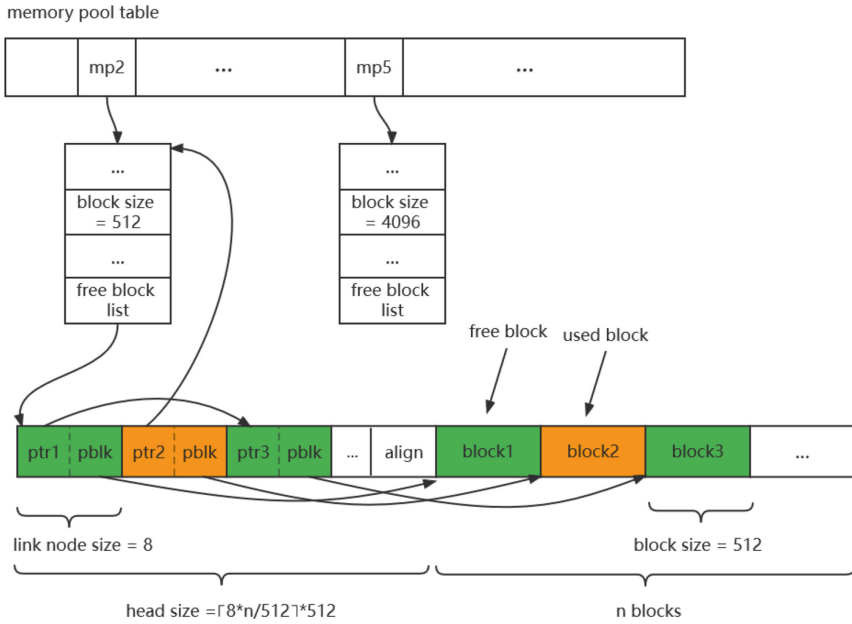 memory pool table
mp2
...
mp5
...
...
block size
= 512
...
free block
list
...
block size
= 4096
...
free block
list
free block
used block
ptr1
pblk
ptr2
pblk
ptr3
pblk
...
align
block1
block2
block3
...
link node size = 8
block size = 512
head size =⌈8*n/512⌉*512
n blocks